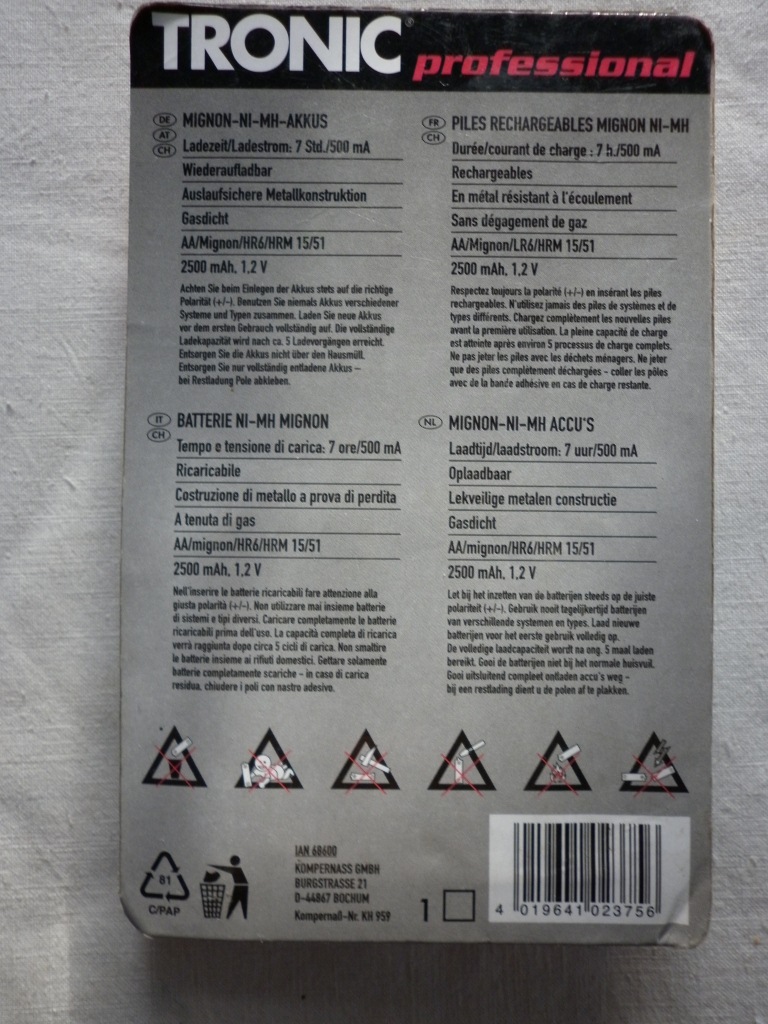 TRONIC® professional
DE AT CH
MIGNON-NI-MH-AKKUS
Ladezeit/Ladestrom: 7 Std./500 mA
Wiederaufladbar
Auslaufsichere Metallkonstruktion
Gasdicht
AA/Mignon/HR6/HRM 15/51
2500 mAh, 1,2 V
Achten Sie beim Einlegen der Akkus stets auf die richtige
Polarität (+/–). Benutzen Sie niemals Akkus verschiedener
Systeme und Typen zusammen. Laden Sie neue Akkus
vor dem ersten Gebrauch vollständig auf. Die vollständige
Ladekapazität wird nach ca. 5 Ladevorgängen erreicht.
Entsorgen Sie die Akkus nicht über den Hausmüll.
Entsorgen Sie nur vollständig entladene Akkus –
bei Restladung Pole abkleben.
FR CH
PILES RECHARGEABLES MIGNON NI-MH
Durée/courant de charge : 7 h./500 mA
Rechargeables
En métal résistant à l'écoulement
Sans dégagement de gaz
AA/Mignon/LR6/HRM 15/51
2500 mAh, 1,2 V
Respectez toujours la polarité (+/–) en insérant les piles
rechargeables. N'utilisez jamais des piles de systèmes et de
types différents. Chargez complètement les nouvelles piles
avant la première utilisation. La pleine capacité de charge
est atteinte après environ 5 processus de charge complets.
Ne pas jeter les piles avec les déchets ménagers. Ne jeter
que des piles complètement déchargées - coller les pôles
avec de la bande adhésive en cas de charge restante.
IT CH
BATTERIE NI-MH MIGNON
Tempo e tensione di carica: 7 ore/500 mA
Ricaricabile
Costruzione di metallo a prova di perdita
A tenuta di gas
AA/mignon/HR6/HRM 15/51
2500 mAh, 1,2 V
Nell'inserire le batterie ricaricabili fare attenzione alla
giusta polarità (+/–). Non utilizzare mai insieme batterie
di sistemi e tipi diversi. Caricare completamente le batterie
ricaricabili prima dell'uso. La capacità completa di ricarica
verrà raggiunta dopo circa 5 cicli di carica. Non smaltire
le batterie insieme ai rifiuti domestici. Gettare solamente
batterie completamente scariche – in caso di carica
residua, chiudere i poli con nastro adesivo.
NL
MIGNON-NI-MH ACCU'S
Laadtijd/laadstroom: 7 uur/500 mA
Oplaadbaar
Lekveilige metalen constructie
Gasdicht
AA/mignon/HR6/HRM 15/51
2500 mAh, 1,2 V
Let bij het inzetten van de batterijen steeds op de juiste
polariteit (+/–). Gebruik nooit tegelijkertijd batterijen
van verschillende systemen en types. Laad nieuwe
batterijen voor het eerste gebruik volledig op.
De volledige laadcapaciteit wordt na ong. 5 maal laden
bereikt. Gooi de batterijen niet bij het normale huisvuil.
Gooi uitsluitend compleet ontladen accu's weg –
bij een restlading dient u de polen af te plakken.
81
C/PAP
IAN 68600
KOMPERNASS GMBH
BURGSTRASSE 21
D-44867 BOCHUM
Kompernaß-Nr. KH 959
1
4 019641 023756